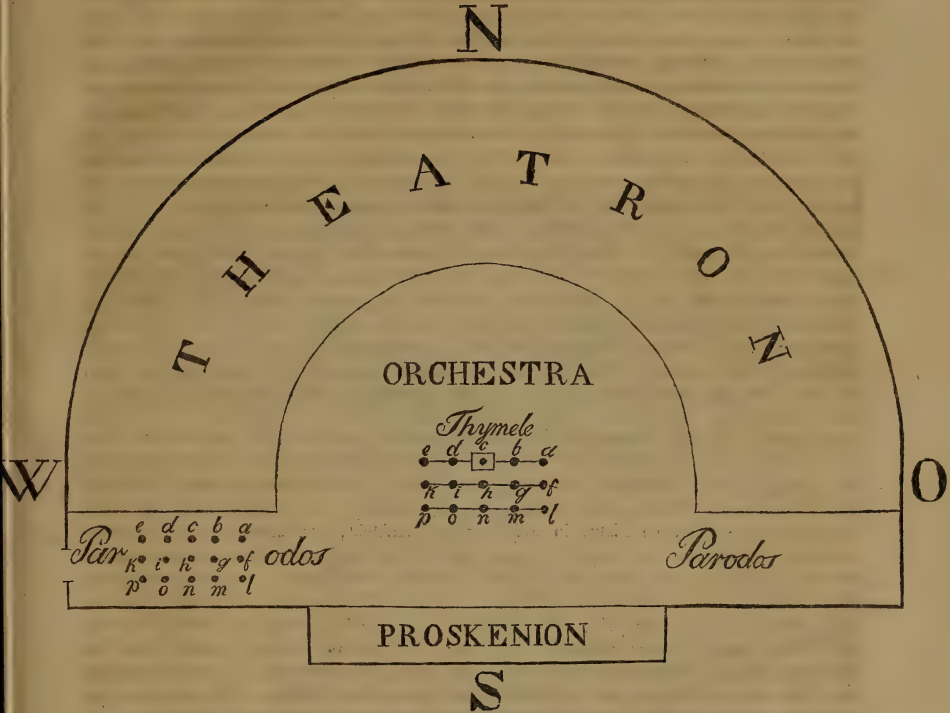 N
THEATRON
ORCHESTRA
Thymele
e d c b a
k i h g f
p o n m l
W
O
e d c b a
Par k i h g f odos
p o n m l
Parodos
PROSKENION
S